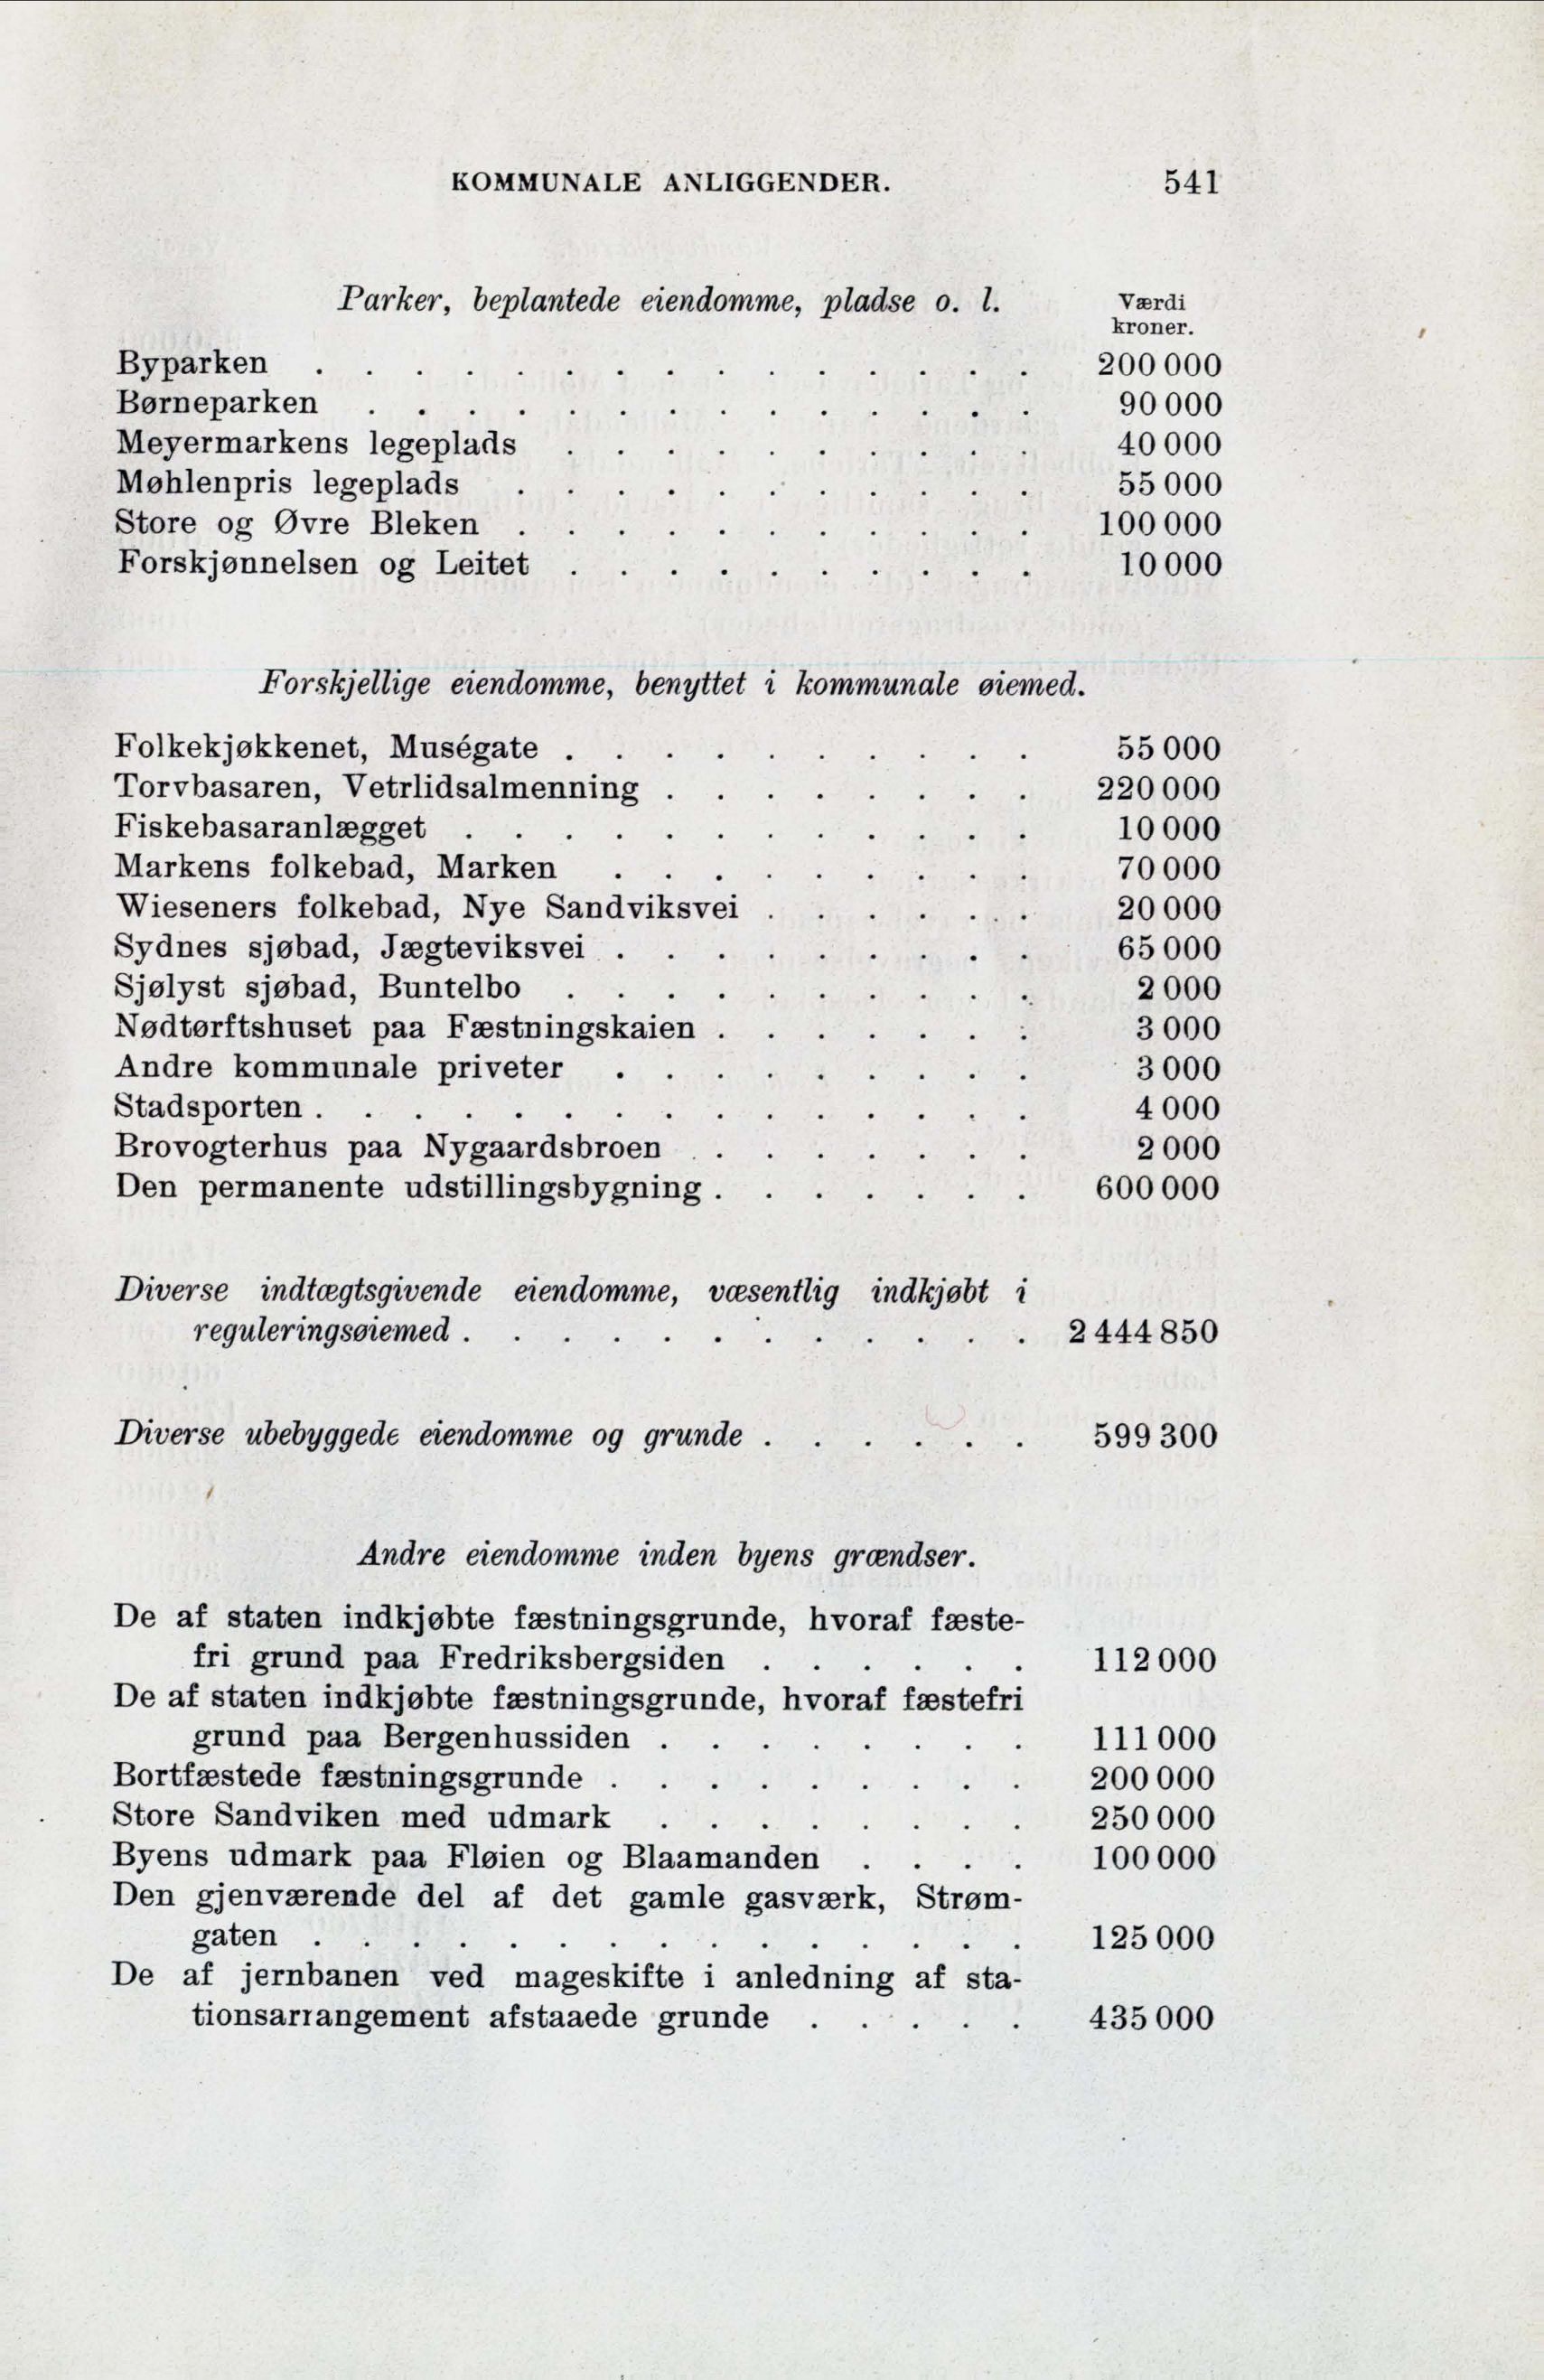 KOMMUNALE ANLIGGENDER. 541
Parker, beplantede eiendomme, pladse o. l. Værdi
kroner.
Byparken . . . . . . . . . . . . . . . 200 000
Børneparken . . . . . . . . . . . . . . 90 000
Meyermarkens legeplads . . . . . . . . . . 40 000
Møhlenpris legeplads . . . . . . . . . . . 55 000
Store og Øvre Bleken . . . . . . . . . . . 100 000
Forskjønnelsen og Leitet . . . . . . . . . . 10 000
Forskjellige eiendomme, benyttet i kommunale øiemed.
Folkekjøkkenet, Muségate . . . . . . . . . . 55 000
Torvbasaren, Vetrlidsalmenning . . . . . . . . 220 000
Fiskebasaranlægget . . . . . . . . . . . . 10 000
Markens folkebad, Marken . . . . . . . . . 70 000
Wieseners folkebad, Nye Sandviksvei . . . . . . 20 000
Sydnes sjøbad, Jægteviksvei . . . . . . . . . 65 000
Sjølyst sjøbad, Buntelbo . . . . . . . . . . 2 000
Nødtørftshuset paa Fæstningskaien . . . . . . . 3 000
Andre kommunale priveter . . . . . . . . . 3 000
Stadsporten . . . . . . . . . . . . . . . 4 000
Brovogterhus paa Nygaardsbroen . . . . . . . 2 000
Den permanente udstillingsbygning . . . . . . . 600 000
Diverse indtægtsgivende eiendomme, væsentlig indkjøbt i
reguleringsøiemed . . . . . . . . . . . . 2 444 850
Diverse ubebyggede eiendomme og grunde . . . . . . 599 300
Andre eiendomme inden byens grændser.
De af staten indkjøbte fæstningsgrunde, hvoraf fæste-
fri grund paa Fredriksbergsiden . . . . . . 112 000
De af staten indkjøbte fæstningsgrunde, hvoraf fæstefri
grund paa Bergenhussiden . . . . . . . . 111 000
Bortfæstede fæstningsgrunde . . . . . . . . . 200 000
Store Sandviken med udmark . . . . . . . . 250 000
Byens udmark paa Fløien og Blaamanden . . . . 100 000
Den gjenværende del af det gamle gasværk, Strøm-
gaten . . . . . . . . . . . . . . . 125 000
De af jernbanen ved mageskifte i anledning af sta-
tionsarrangement afstaaede grunde . . . . . 435 000